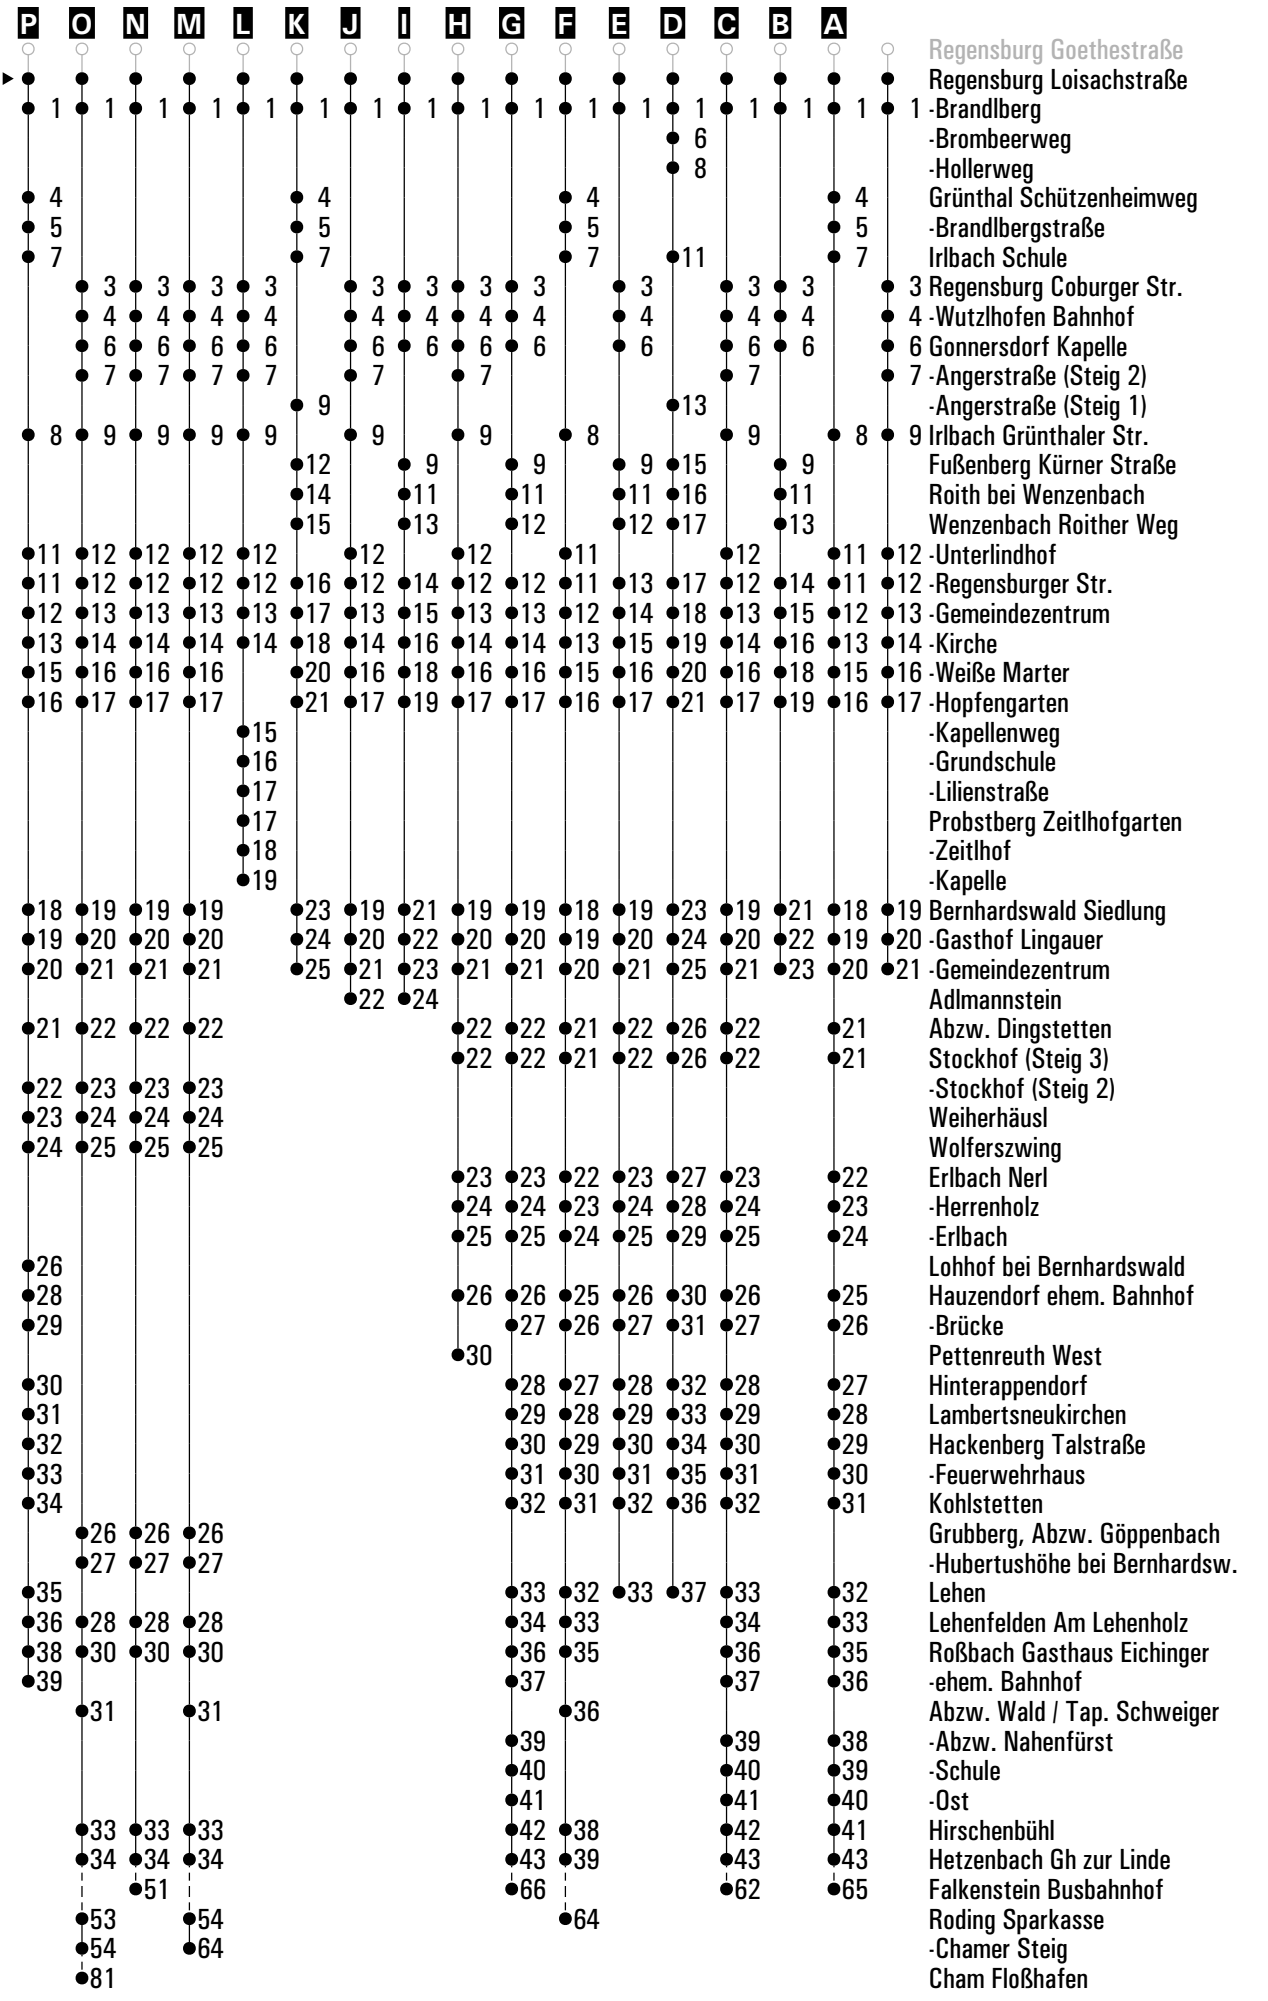 P O N M L K J I H G F E D C B A
Regensburg Goethestraße
Regensburg Loisachstraße
1 1 1 1 1 1 1 1 1 1 1 1 1 1 1 1 1 -Brandlberg
6 -Brombeerweg
8 -Hollerweg
4 4 4 4 Grünthal Schützenheimweg
5 5 5 5 -Brandlbergstraße
7 7 7 11 7 Irlbach Schule
3 3 3 3 3 3 3 3 3 3 3 3 Regensburg Coburger Str.
4 4 4 4 4 4 4 4 4 4 4 4 -Wutzlhofen Bahnhof
6 6 6 6 6 6 6 6 6 6 6 6 Gonnersdorf Kapelle
7 7 7 7 7 7 7 7 -Angerstraße (Steig 2)
9 13 -Angerstraße (Steig 1)
8 9 9 9 9 9 9 8 9 8 9 Irlbach Grünthaler Str.
12 9 9 9 15 9 Fußenberg Kürner Straße
14 11 11 11 16 11 Roith bei Wenzenbach
15 13 12 12 17 13 Wenzenbach Roither Weg
11 12 12 12 12 12 12 11 12 11 12 -Unterlindhof
11 12 12 12 12 16 12 14 12 12 11 13 17 12 14 11 12 -Regensburger Str.
12 13 13 13 13 17 13 15 13 13 12 14 18 13 15 12 13 -Gemeindezentrum
13 14 14 14 14 18 14 16 14 14 13 15 19 14 16 13 14 -Kirche
15 16 16 16 20 16 18 16 16 15 16 20 16 18 15 16 -Weiße Marter
16 17 17 17 21 17 19 17 17 16 17 21 17 19 16 17 -Hopfengarten
15 -Kapellenweg
16 -Grundschule
17 -Lilienstraße
17 Probstberg Zeitlhofgarten
18 -Zeitlhof
19 -Kapelle
18 19 19 19 23 19 21 19 19 18 19 23 19 21 18 19 Bernhardswald Siedlung
19 20 20 20 24 20 22 20 20 19 20 24 20 22 19 20 -Gasthof Lingauer
20 21 21 21 25 21 23 21 21 20 21 25 21 23 20 21 -Gemeindezentrum
22 24 Adlmannstein
21 22 22 22 22 22 21 22 26 22 21 Abzw. Dingstetten
22 22 21 22 26 22 21 Stockhof (Steig 3)
22 23 23 23 -Stockhof (Steig 2)
23 24 24 24 Weiherhäusl
24 25 25 25 Wolferszwing
23 23 22 23 27 23 22 Erlbach Nerl
24 24 23 24 28 24 23 -Herrenholz
25 25 24 25 29 25 24 -Erlbach
26 Lohhof bei Bernhardswald
28 26 26 25 26 30 26 25 Hauzendorf ehem. Bahnhof
29 27 26 27 31 27 26 -Brücke
30 Pettenreuth West
30 28 27 28 32 28 27 Hinterappendorf
31 29 28 29 33 29 28 Lambertsneukirchen
32 30 29 30 34 30 29 Hackenberg Talstraße
33 31 30 31 35 31 30 -Feuerwehrhaus
34 32 31 32 36 32 31 Kohlstetten
26 26 26 Grubberg, Abzw. Göppenbach
27 27 27 -Hubertushöhe bei Bernhardsw.
35 33 32 33 37 33 32 Lehen
36 28 28 28 34 33 34 33 Lehenfelden Am Lehenholz
38 30 30 30 36 35 36 35 Roßbach Gasthaus Eichinger
39 37 37 36 -ehem. Bahnhof
31 31 36 Abzw. Wald / Tap. Schweiger
39 39 38 -Abzw. Nahenfürst
40 40 39 -Schule
41 41 40 -Ost
33 33 33 42 38 42 41 Hirschenbühl
34 34 34 43 39 43 43 Hetzenbach Gh zur Linde
51 66 62 65 Falkenstein Busbahnhof
53 54 64 Roding Sparkasse
54 64 -Chamer Steig
81 Cham Floßhafen